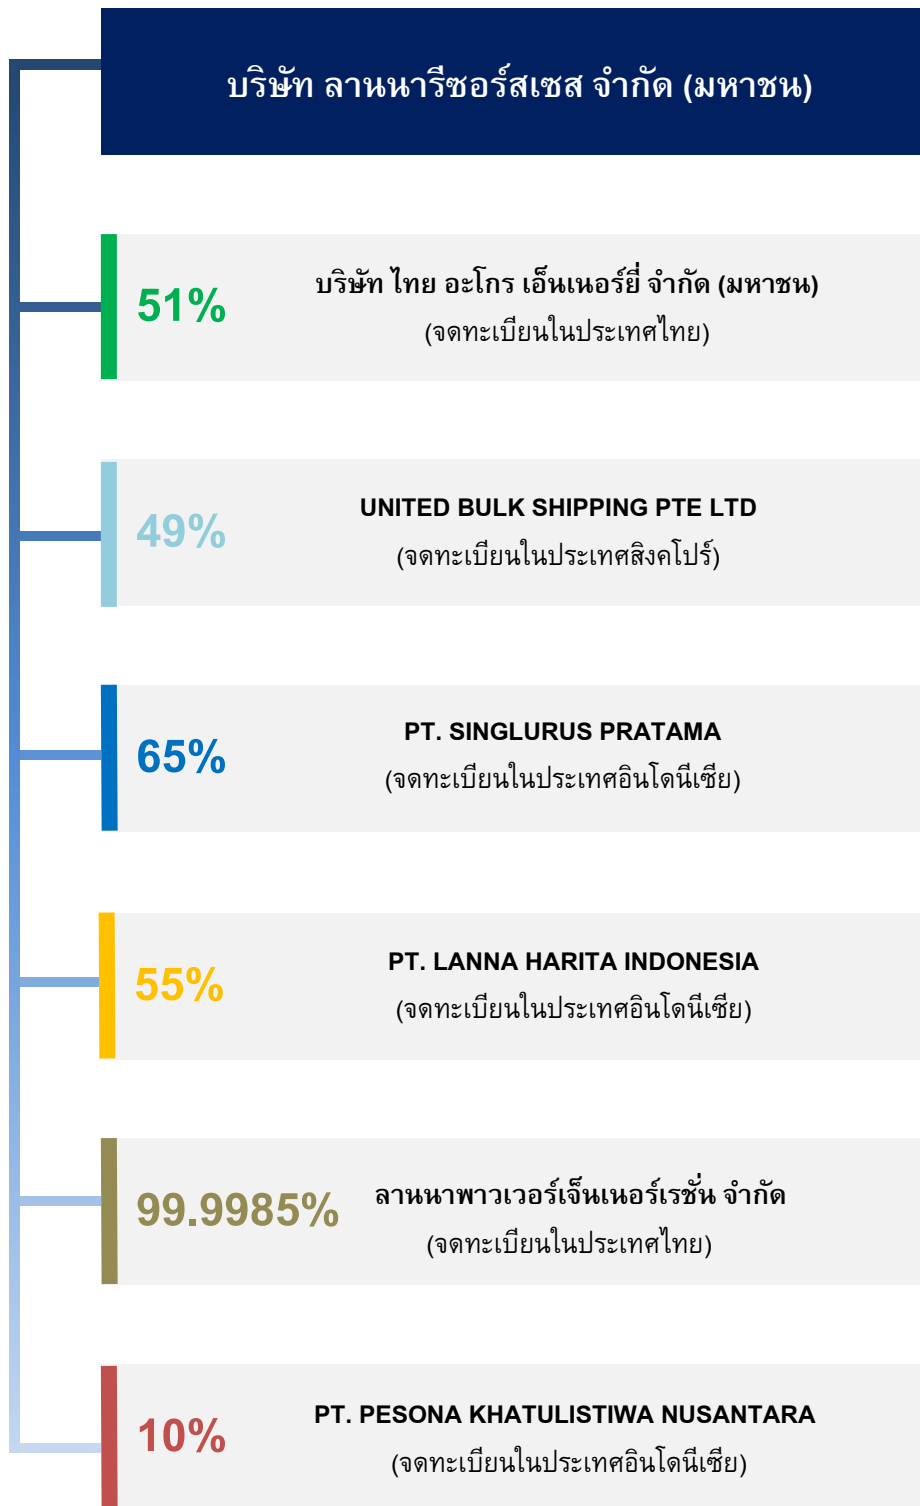 บริษัท ลานนารีซอร์สเซส จำกัด (มหาชน)
51%
บริษัท ไทย อะโกร เอ็นเนอร์ยี่ จำกัด (มหาชน)
(จดทะเบียนในประเทศไทย)
49%
UNITED BULK SHIPPING PTE LTD
(จดทะเบียนในประเทศสิงคโปร์)
65%
PT. SINGLURUS PRATAMA
(จดทะเบียนในประเทศอินโดนีเซีย)
55%
PT. LANNA HARITA INDONESIA
(จดทะเบียนในประเทศอินโดนีเซีย)
99.9985%
ลานนาพาวเวอร์เจ็นเนอร์เรชั่น จำกัด
(จดทะเบียนในประเทศไทย)
10%
PT. PESONA KHATULISTIWA NUSANTARA
(จดทะเบียนในประเทศอินโดนีเซีย)